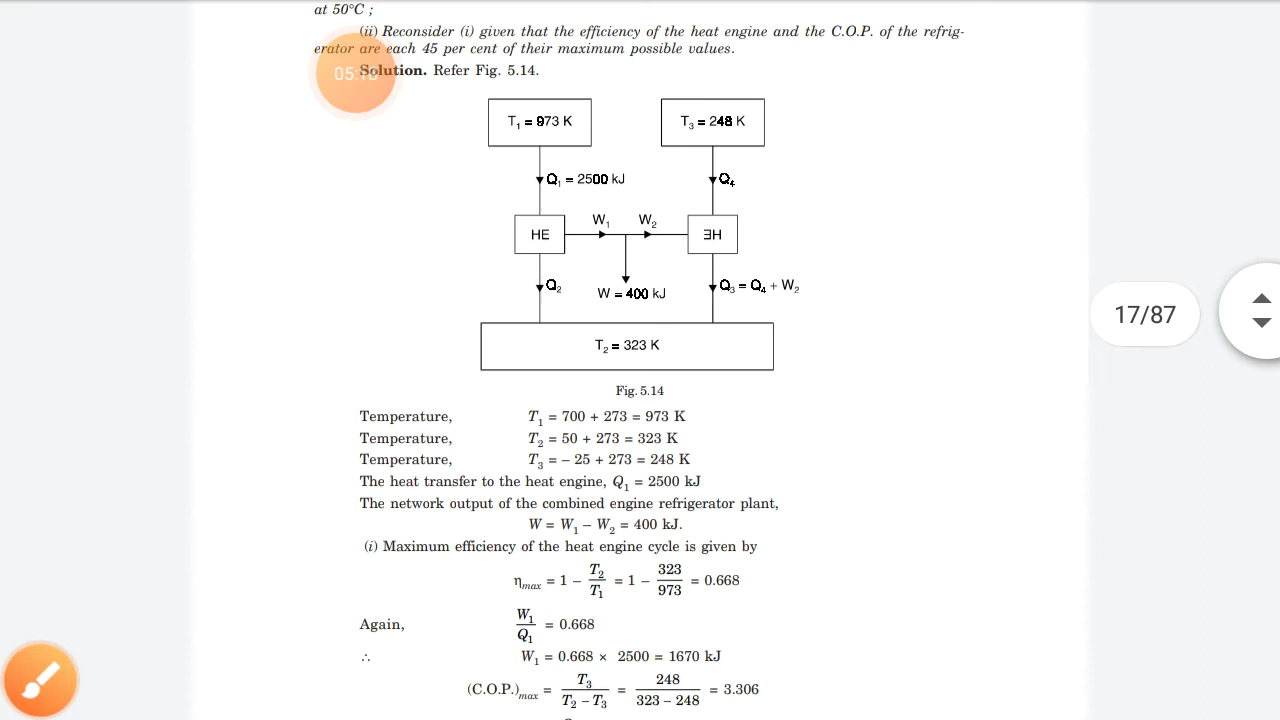 at 50°C ;
(ii) Reconsider (i) given that the efficiency of the heat engine and the C.O.P. of the refrig-
erator are each 45 per cent of their maximum possible values.
Solution. Refer Fig. 5.14.
T₁ = 973 K
T₃ = 248 K
Q₁ = 2500 kJ
Q₄
W₁
W₂
HE
ƎH
Q₂
W = 400 kJ
Q₃ = Q₄ + W₂
T₂ = 323 K
17/87
Fig. 5.14
Temperature, T₁ = 700 + 273 = 973 K
Temperature, T₂ = 50 + 273 = 323 K
Temperature, T₃ = – 25 + 273 = 248 K
The heat transfer to the heat engine, Q₁ = 2500 kJ
The network output of the combined engine refrigerator plant,
W = W₁ – W₂ = 400 kJ.
(i) Maximum efficiency of the heat engine cycle is given by
ηmax = 1 – T₂/T₁ = 1 – 323/973 = 0.668
Again, W₁/Q₁ = 0.668
∴ W₁ = 0.668 × 2500 = 1670 kJ
(C.O.P.)max = T₃/(T₂ – T₃) = 248/(323 – 248) = 3.306